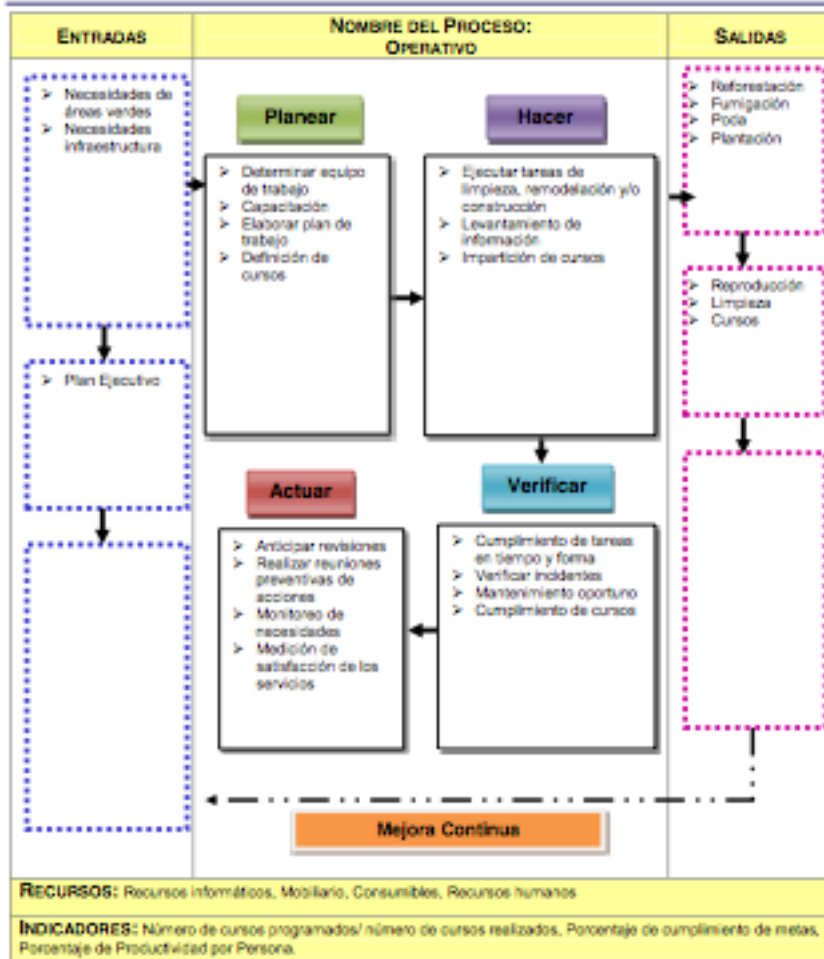 ENTRADAS
NOMBRE DEL PROCESO:
OPERATIVO
SALIDAS
➢ Necesidades de
áreas verdes
➢ Necesidades
infraestructura
➢ Plan Ejecutivo
Planear
➢ Determinar equipo
de trabajo
➢ Capacitación
➢ Elaborar plan de
trabajo
➢ Definición de
cursos
Hacer
➢ Ejecutar tareas de
limpieza, remodelación y/o
construcción
➢ Levantamiento de
información
➢ Impartición de cursos
Verificar
➢ Cumplimiento de tareas
en tiempo y forma
➢ Verificar incidentes
➢ Mantenimiento oportuno
➢ Cumplimiento de cursos
Actuar
➢ Anticipar revisiones
➢ Realizar reuniones
preventivas de
acciones
➢ Monitoreo de
necesidades
➢ Medición de
satisfacción de los
servicios
➢ Reforestación
➢ Fumigación
➢ Poda
➢ Plantación
➢ Reproducción
➢ Limpieza
➢ Cursos
Mejora Continua
RECURSOS: Recursos informáticos, Mobiliario, Consumibles, Recursos humanos
INDICADORES: Número de cursos programados/ número de cursos realizados, Porcentaje de cumplimiento de metas,
Porcentaje de Productividad por Persona.